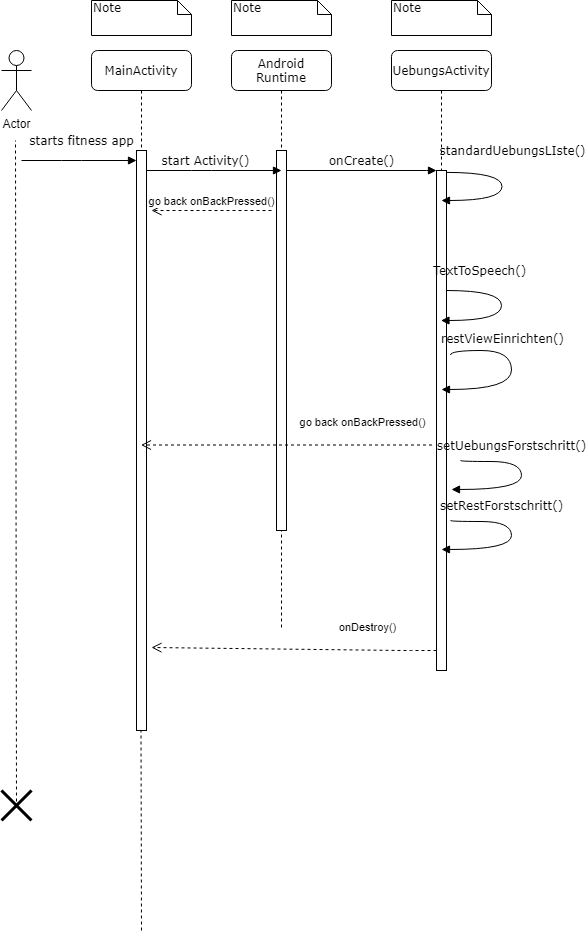 Note
Note
Note
MainActivity
Android
Runtime
UebungsActivity
Actor
starts fitness app
start Activity()
onCreate()
standardUebungsLIste()
go back onBackPressed()
TextToSpeech()
restViewEinrichten()
go back onBackPressed()
setUebungsForstschritt()
setRestForstschritt()
onDestroy()